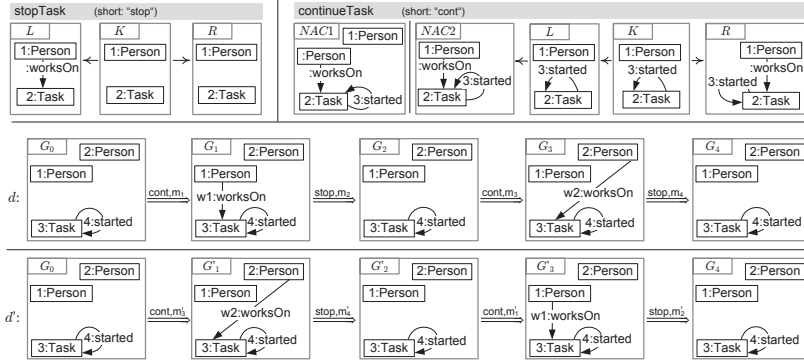 stopTask (short: "stop")
L K R
1:Person 1:Person 1:Person
:worksOn
2:Task 2:Task 2:Task
continueTask (short: "cont")
NAC1 NAC2 L K R
1:Person 1:Person 1:Person 1:Person 1:Person
:Person
:worksOn :worksOn 3:started 3:started :worksOn
3:started 3:started
2:Task 3:started 2:Task 2:Task 2:Task 2:Task
d:
G₀ G₁ G₂ G₃ G₄
2:Person 2:Person 2:Person 2:Person 2:Person
1:Person 1:Person 1:Person 1:Person 1:Person
cont,m₁ stop,m₂ cont,m₃ stop,m₄
w1:worksOn w2:worksOn
4:started 4:started 4:started 4:started 4:started
3:Task 3:Task 3:Task 3:Task 3:Task
d':
G₀ G'₁ G'₂ G'₃ G₄
2:Person 2:Person 2:Person 2:Person 2:Person
1:Person 1:Person 1:Person 1:Person 1:Person
cont,m'₃ stop,m'₄ cont,m'₁ stop,m'₂
w2:worksOn w1:worksOn
4:started 4:started 4:started 4:started 4:started
3:Task 3:Task 3:Task 3:Task 3:Task